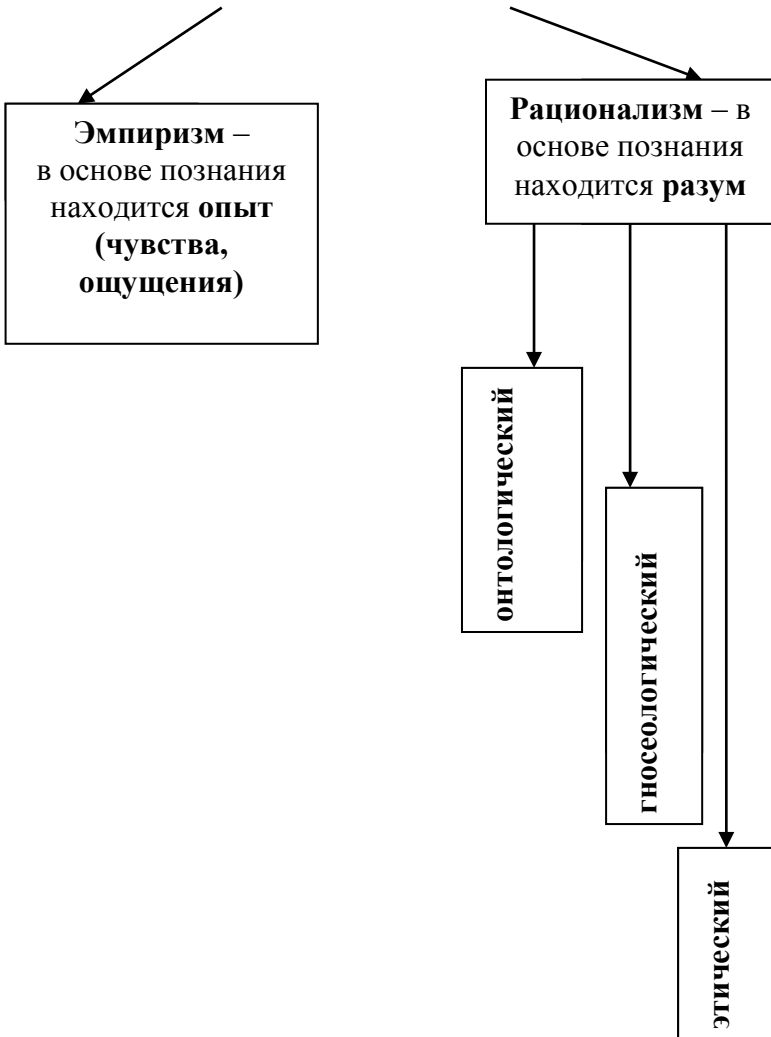 Эмпиризм –
в основе познания
находится опыт
(чувства,
ощущения)
Рационализм – в
основе познания
находится разум
онтологический
гносеологический
этический